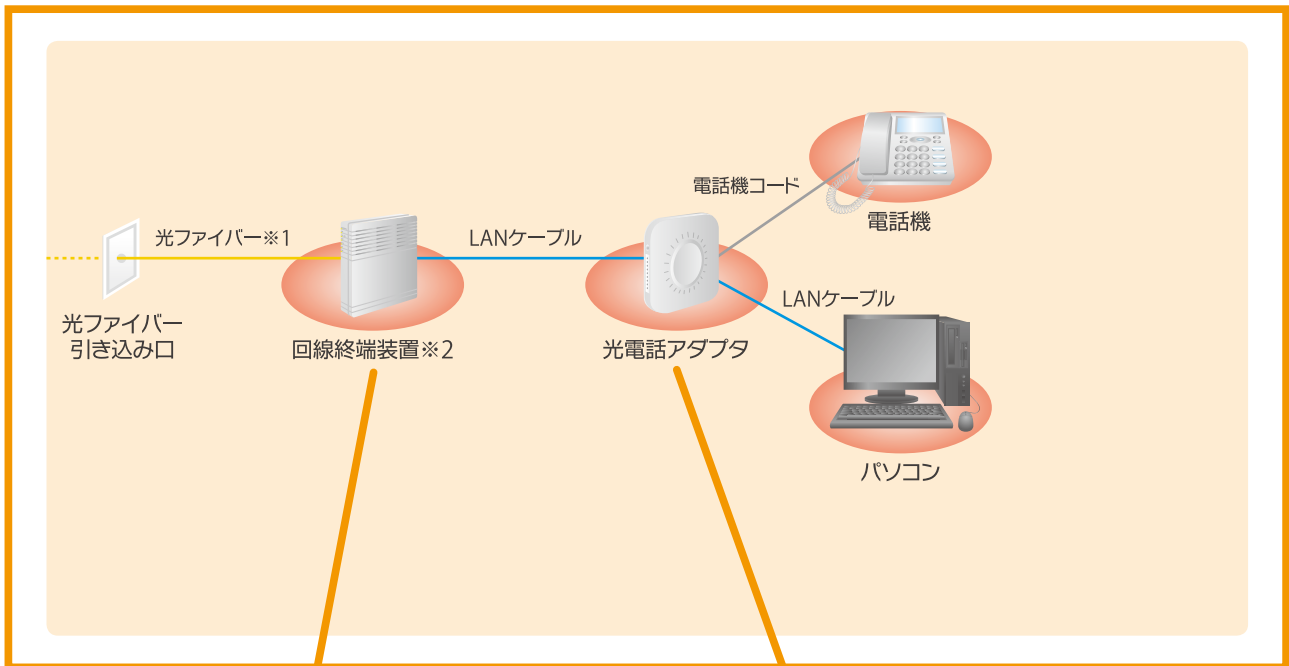 電話機コード
電話機
光ファイバー※1
LANケーブル
LANケーブル
光ファイバー
引き込み口
回線終端装置※2
光電話アダプタ
パソコン